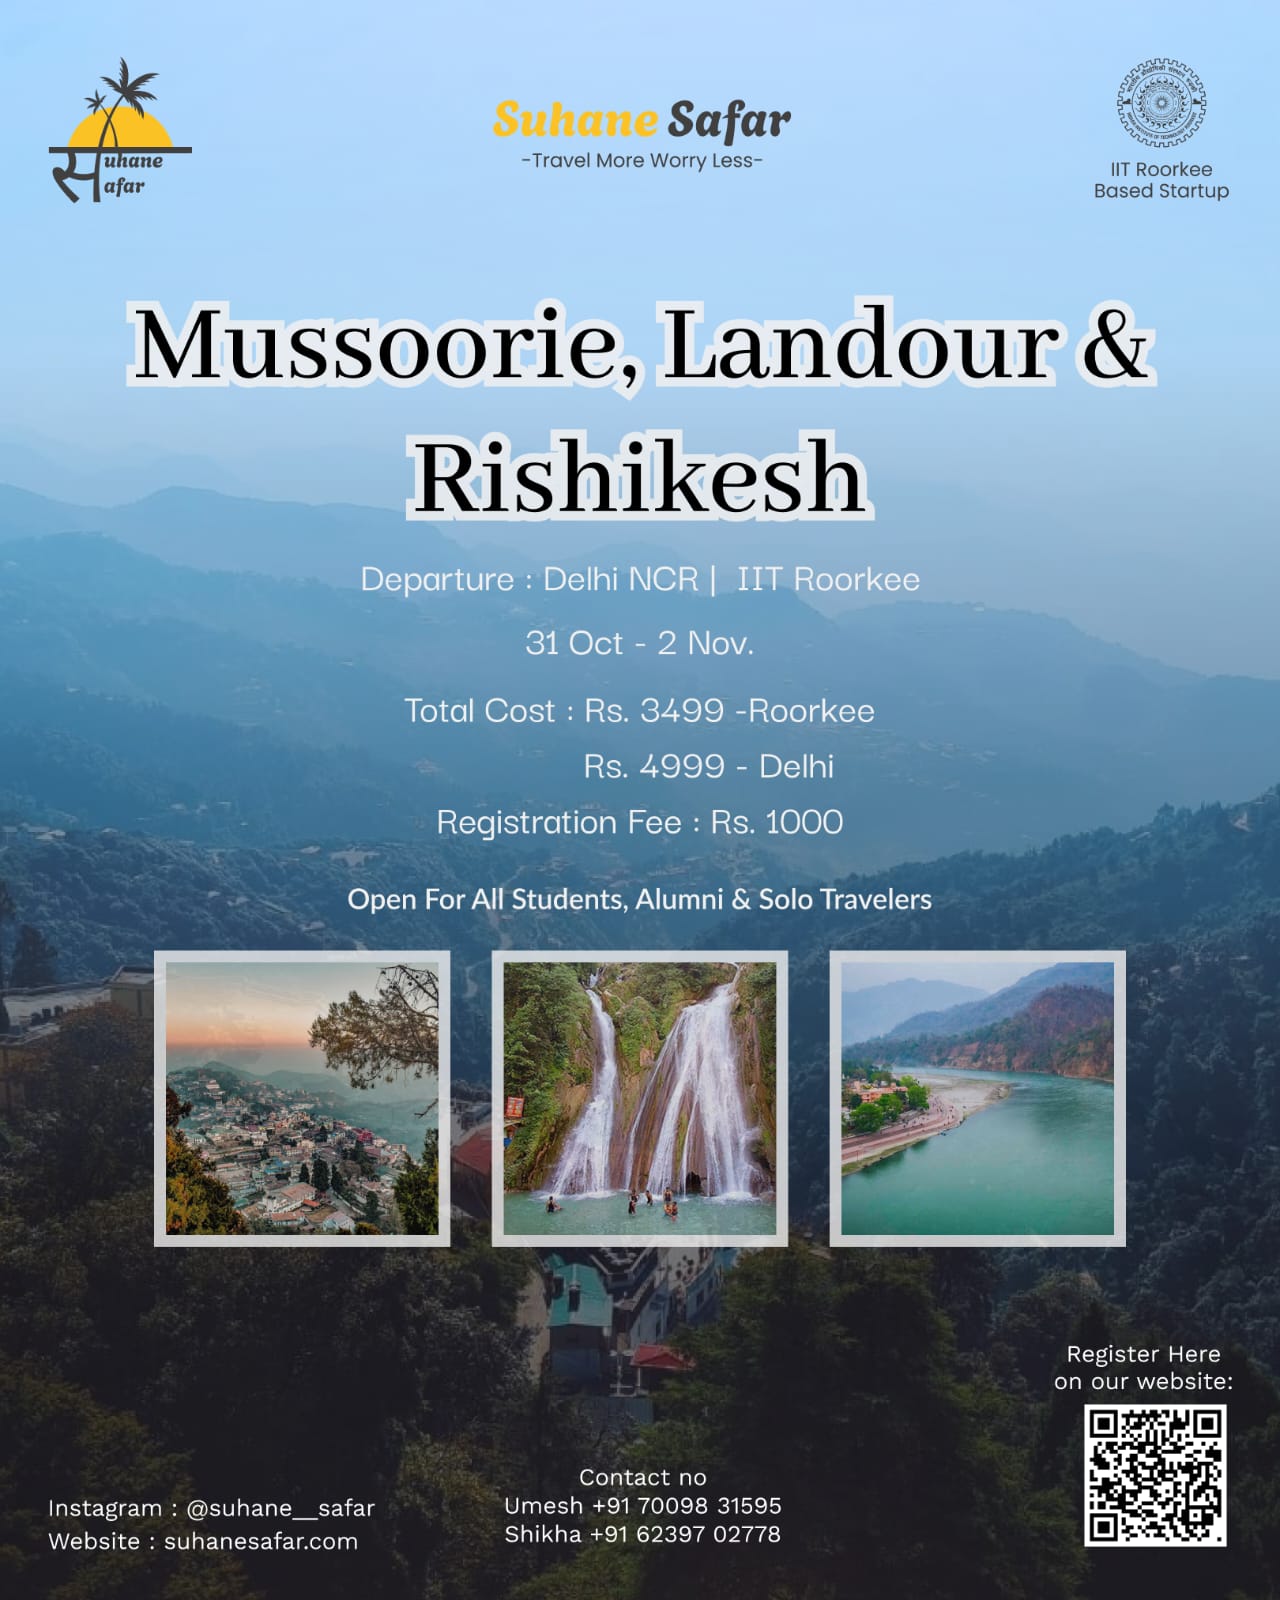 सuhane
afar
Suhane Safar
-Travel More Worry Less-
IIT Roorkee
Based Startup
Mussoorie, Landour &
Rishikesh
Departure : Delhi NCR | IIT Roorkee
31 Oct - 2 Nov.
Total Cost : Rs. 3499 -Roorkee
Rs. 4999 - Delhi
Registration Fee : Rs. 1000
Open For All Students, Alumni & Solo Travelers
Register Here
on our website:
Contact no
Umesh +91 70098 31595
Shikha +91 62397 02778
Instagram : @suhane__safar
Website : suhanesafar.com